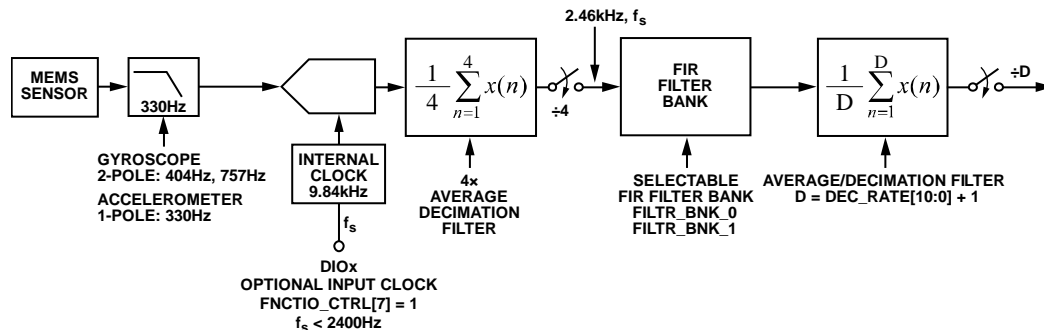 2.46kHz, fs
MEMS
SENSOR
330Hz
1/4 4∑n=1 x(n)
÷4
FIR
FILTER
BANK
1/D D∑n=1 x(n)
÷D
GYROSCOPE
2-POLE: 404Hz, 757Hz
ACCELEROMETER
1-POLE: 330Hz
INTERNAL
CLOCK
9.84kHz
fs
DIOx
OPTIONAL INPUT CLOCK
FNCTIO_CTRL[7] = 1
fs < 2400Hz
4×
AVERAGE
DECIMATION
FILTER
SELECTABLE
FIR FILTER BANK
FILTR_BNK_0
FILTR_BNK_1
AVERAGE/DECIMATION FILTER
D = DEC_RATE[10:0] + 1